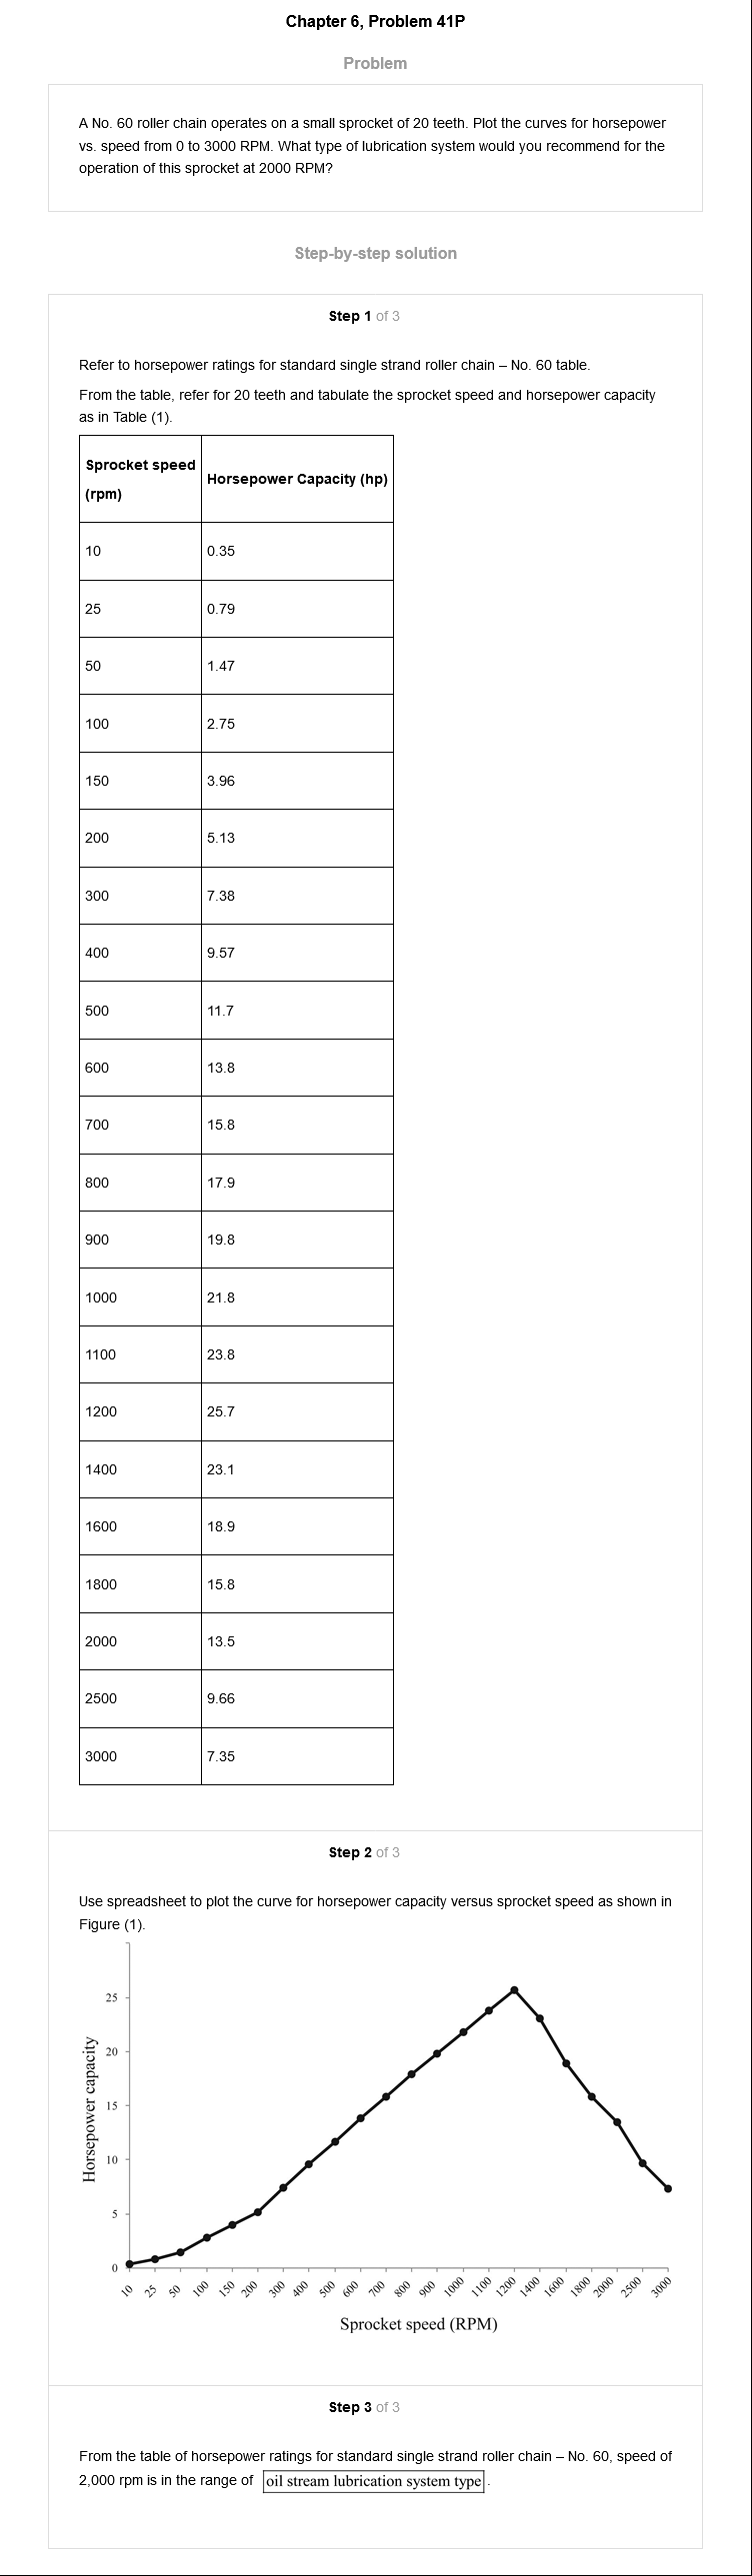 Chapter 6, Problem 41P
Problem
A No. 60 roller chain operates on a small sprocket of 20 teeth. Plot the curves for horsepower
vs. speed from 0 to 3000 RPM. What type of lubrication system would you recommend for the
operation of this sprocket at 2000 RPM?
Step-by-step solution
Step 1 of 3
Refer to horsepower ratings for standard single strand roller chain – No. 60 table.
From the table, refer for 20 teeth and tabulate the sprocket speed and horsepower capacity
as in Table (1).
Sprocket speed
(rpm)
Horsepower Capacity (hp)
10 0.35
25 0.79
50 1.47
100 2.75
150 3.96
200 5.13
300 7.38
400 9.57
500 11.7
600 13.8
700 15.8
800 17.9
900 19.8
1000 21.8
1100 23.8
1200 25.7
1400 23.1
1600 18.9
1800 15.8
2000 13.5
2500 9.66
3000 7.35
Step 2 of 3
Use spreadsheet to plot the curve for horsepower capacity versus sprocket speed as shown in
Figure (1).
Horsepower capacity
25
20
15
10
5
0
10 25 50 100 150 200 300 400 500 600 700 800 900 1000 1100 1200 1400 1600 1800 2000 2500 3000
Sprocket speed (RPM)
Step 3 of 3
From the table of horsepower ratings for standard single strand roller chain – No. 60, speed of
2,000 rpm is in the range of oil stream lubrication system type.